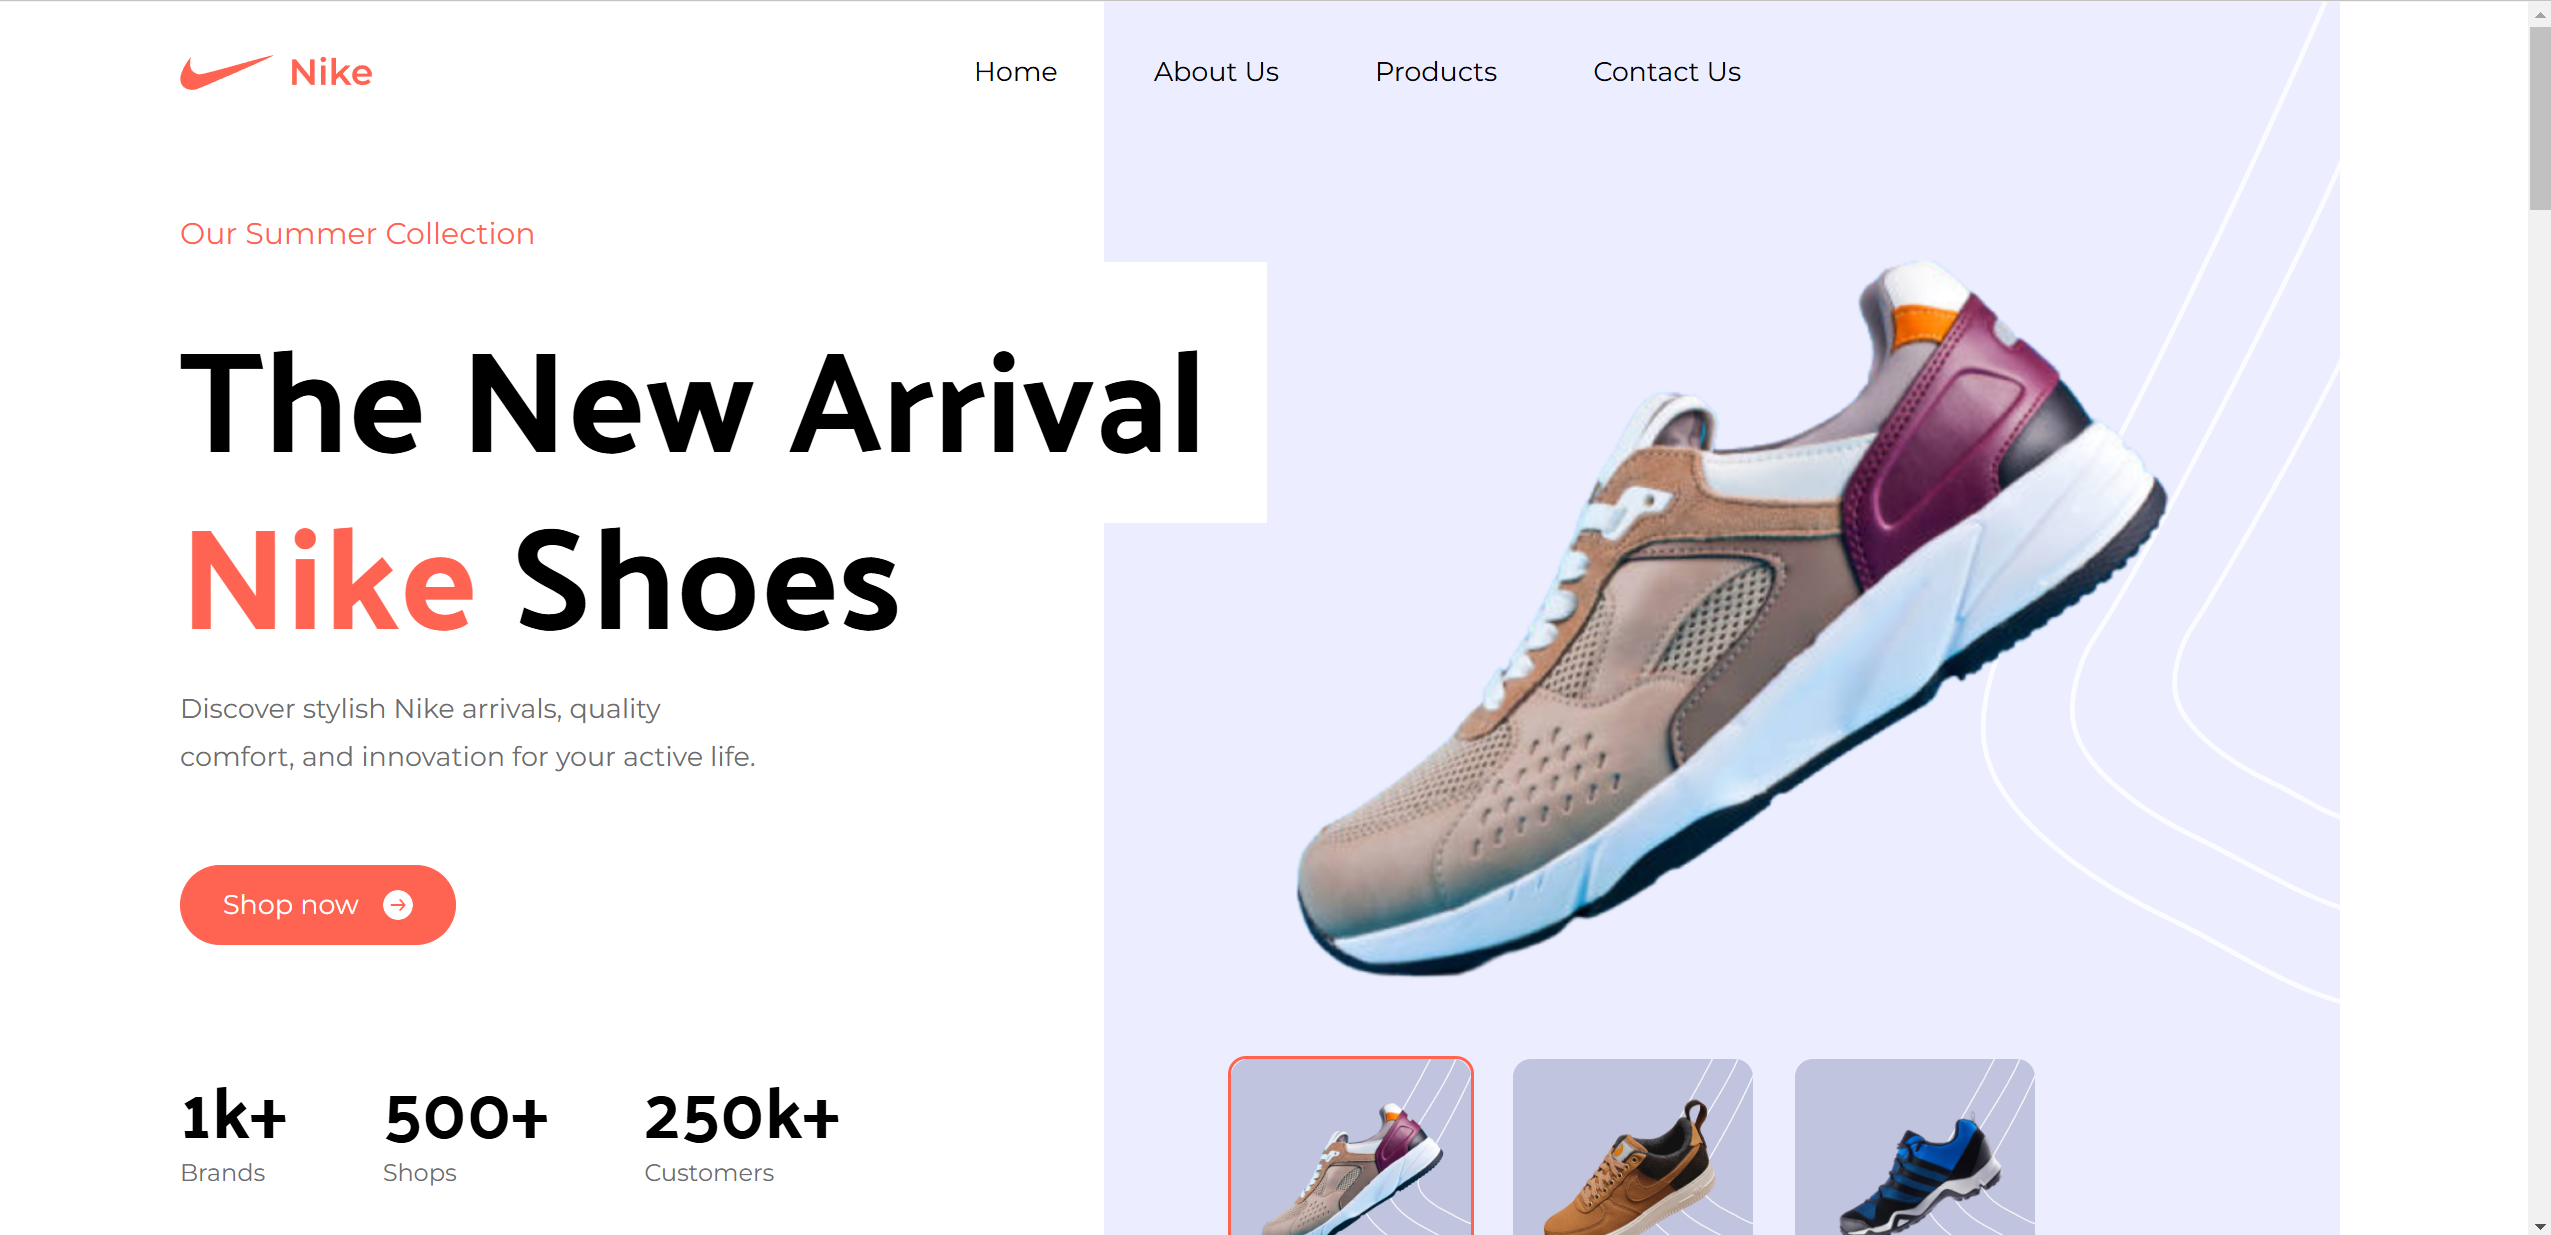 Nike
Home
About Us
Products
Contact Us
Our Summer Collection
The New Arrival
Nike Shoes
Discover stylish Nike arrivals, quality
comfort, and innovation for your active life.
Shop now
1k+
Brands
500+
Shops
250k+
Customers